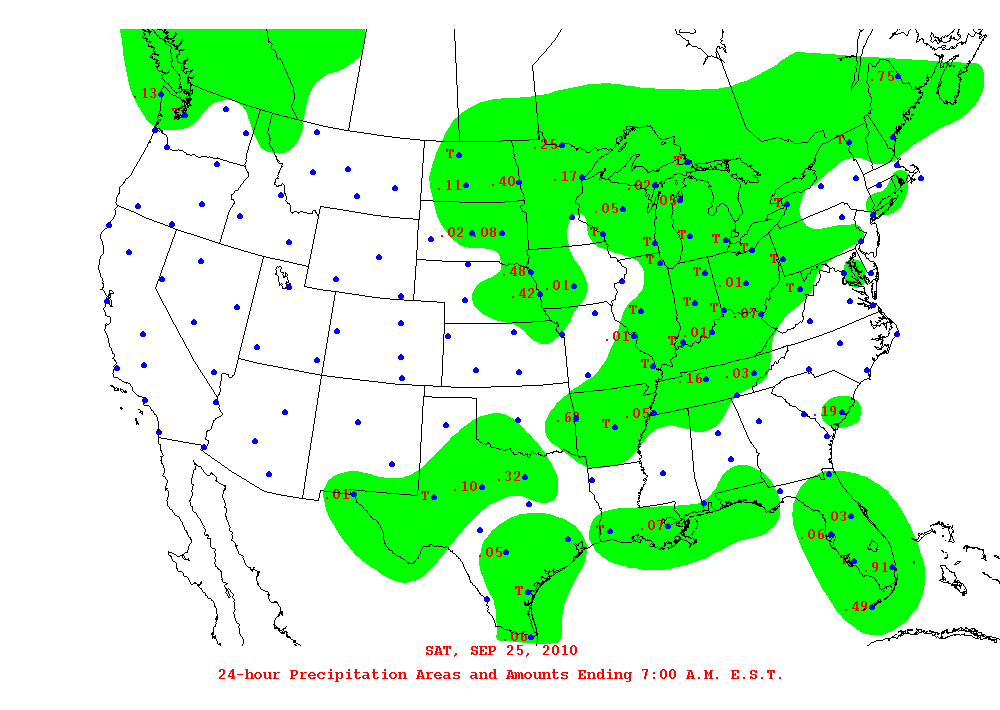 .75
.13
T
T
.25
T
T
.17
.11
.40
.02
.05
.05
T
.02
.08
T
T
T
T
T
T
T
.48
T
.01
.01
T
.42
T
T
T
.07
.01
.01
T
T
.16
.03
.05
.19
T
.32
.10
.01
T
.03
.07
T
.06
.05
.91
T
.49
.06
SAT, SEP 25, 2010
24-hour Precipitation Areas and Amounts Ending 7:00 A.M. E.S.T.